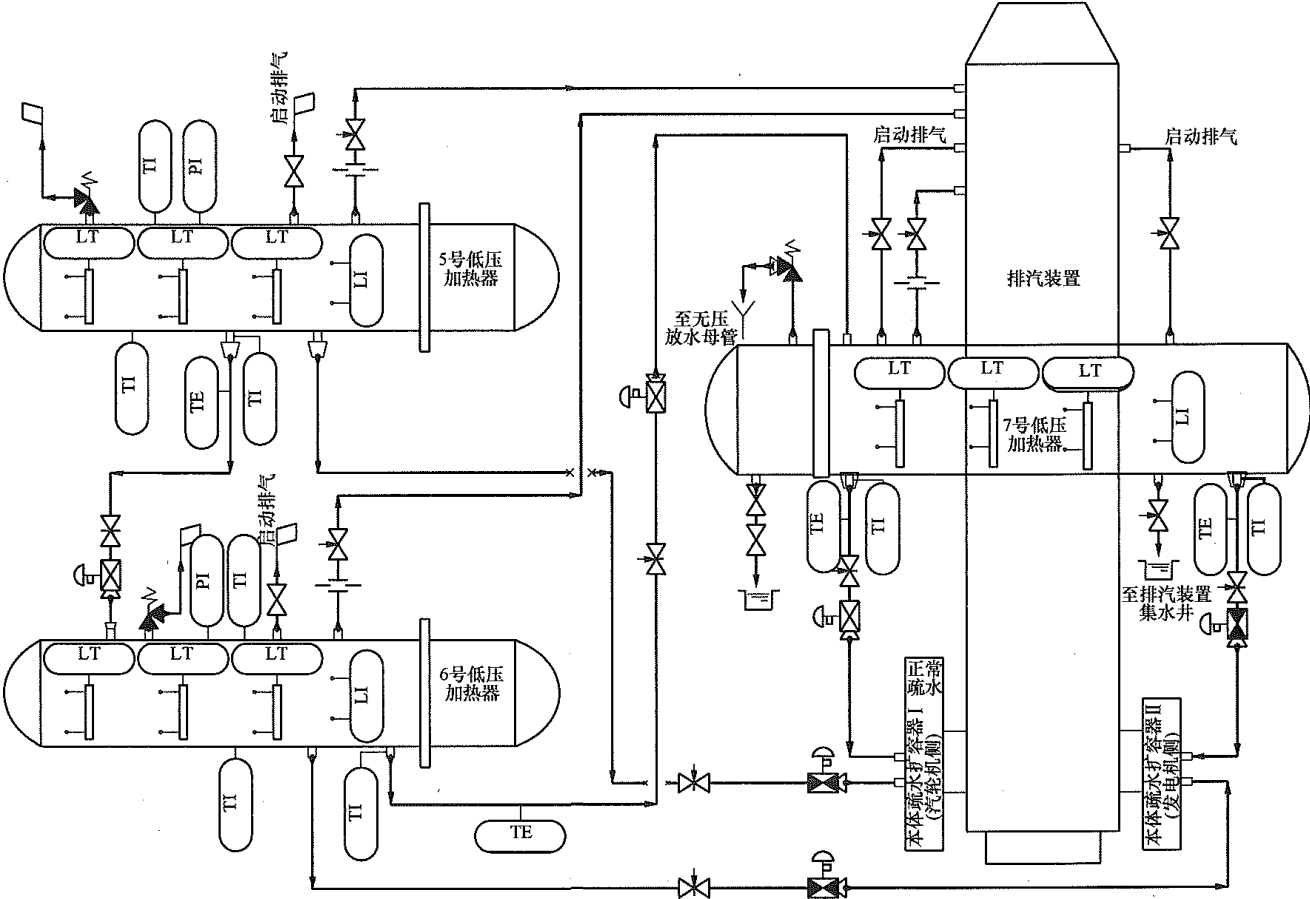 启动排气
TI
PI
LT
LT
LT
LI
5号低压
加热器
TI
TE
TI
启动排气
启动排气
排汽装置
至无压
放水母管
LT
LT
LT
LI
7号低压
加热器
TE
TI
TE
TI
至排汽装置
集水井
启动排气
PI
TI
LT
LT
LT
LI
6号低压
加热器
TI
TI
TE
正常
疏水
本体疏水扩容器Ⅰ
(汽轮机侧)
本体疏水扩容器Ⅱ
(发电机侧)